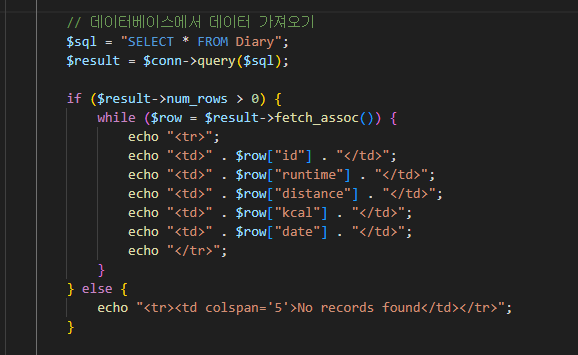 // 데이터베이스에서 데이터 가져오기
$sql = "SELECT * FROM Diary";
$result = $conn->query($sql);
if ($result->num_rows > 0) {
while ($row = $result->fetch_assoc()) {
echo "<tr>";
echo "<td>" . $row["id"] . "</td>";
echo "<td>" . $row["runtime"] . "</td>";
echo "<td>" . $row["distance"] . "</td>";
echo "<td>" . $row["kcal"] . "</td>";
echo "<td>" . $row["date"] . "</td>";
echo "</tr>";
}
} else {
echo "<tr><td colspan='5'>No records found</td></tr>";
}